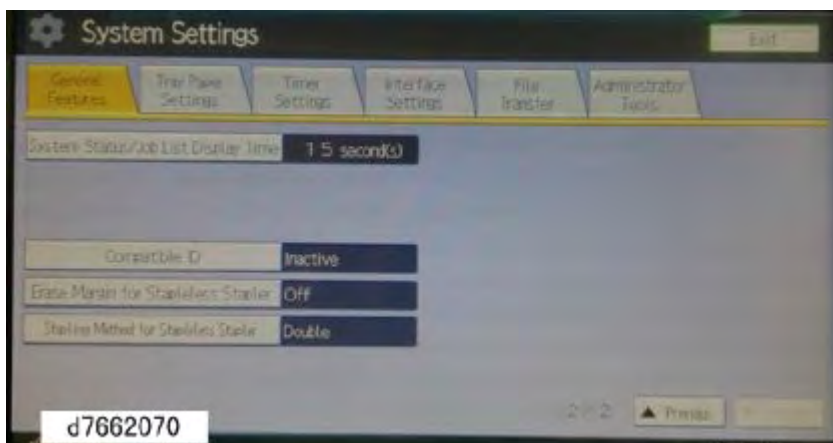 System Settings
Exit
General Features
Tray Paper Settings
Timer Settings
Interface Settings
File Transfer
Administrator Tools
System Status/Job List Display Time
15 second(s)
Compatible ID
Inactive
Erase Margin for Stapleless Stapler
Off
Stapling Method for Stapleless Stapler
Double
2 / 2
▲ Previous
d7662070